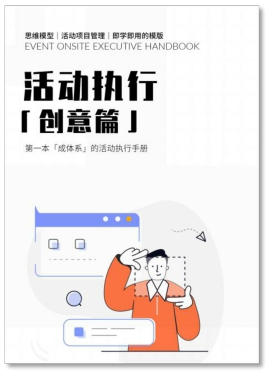 思维模型｜活动项目管理｜即学即用的模版
EVENT ONSITE EXECUTIVE HANDBOOK
活动执行
「创意篇」
第一本「成体系」的活动执行手册